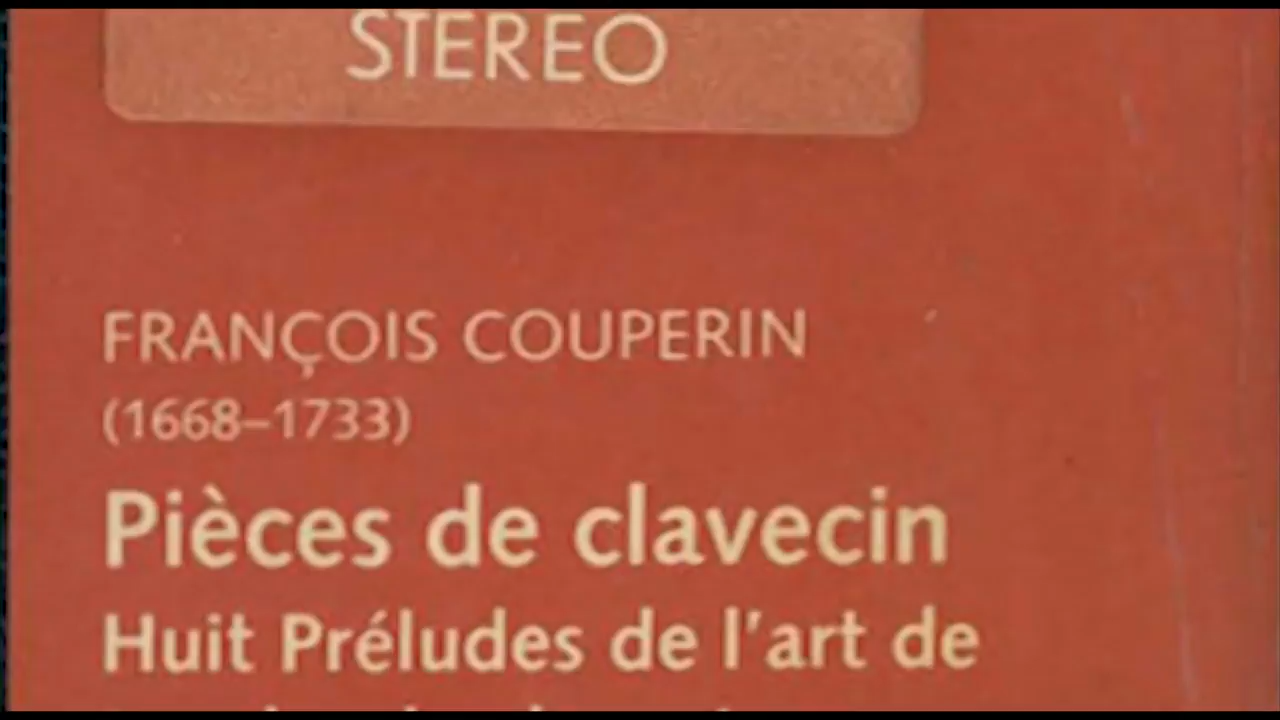 STEREO
FRANÇOIS COUPERIN
(1668–1733)
Pièces de clavecin
Huit Préludes de l'art de